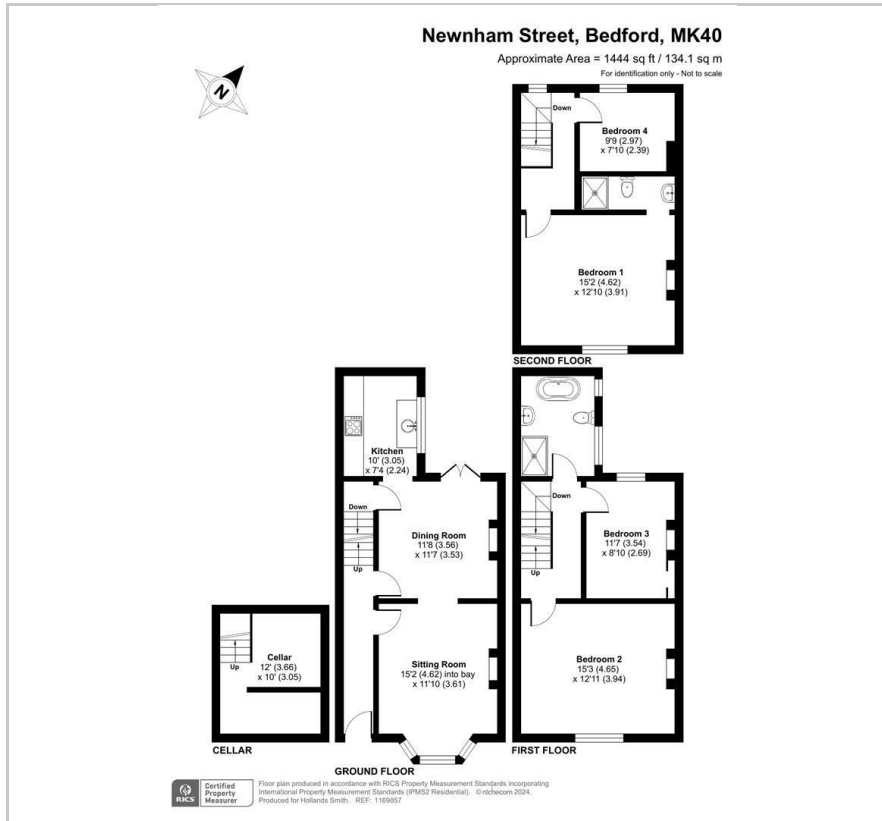 Newnham Street, Bedford, MK40
Approximate Area = 1444 sq ft / 134.1 sq m
For identification only - Not to scale
N
Down
Bedroom 4
9'9 (2.97)
x 7'10 (2.39)
Bedroom 1
15'2 (4.62)
x 12'10 (3.91)
SECOND FLOOR
Kitchen
10' (3.05)
x 7'4 (2.24)
Down
Dining Room
11'8 (3.56)
x 11'7 (3.53)
Up
Sitting Room
15'2 (4.62) into bay
x 11'10 (3.61)
GROUND FLOOR
Down
Bedroom 3
11'7 (3.54)
x 8'10 (2.69)
Up
Bedroom 2
15'3 (4.65)
x 12'11 (3.94)
FIRST FLOOR
Cellar
12' (3.66)
x 10' (3.05)
Up
CELLAR
RICS
Certified
Property
Measurer
Floor plan produced in accordance with RICS Property Measurement Standards incorporating
International Property Measurement Standards (IPMS2 Residential). © nichecom 2024.
Produced for Hollands Smith. REF: 1169857